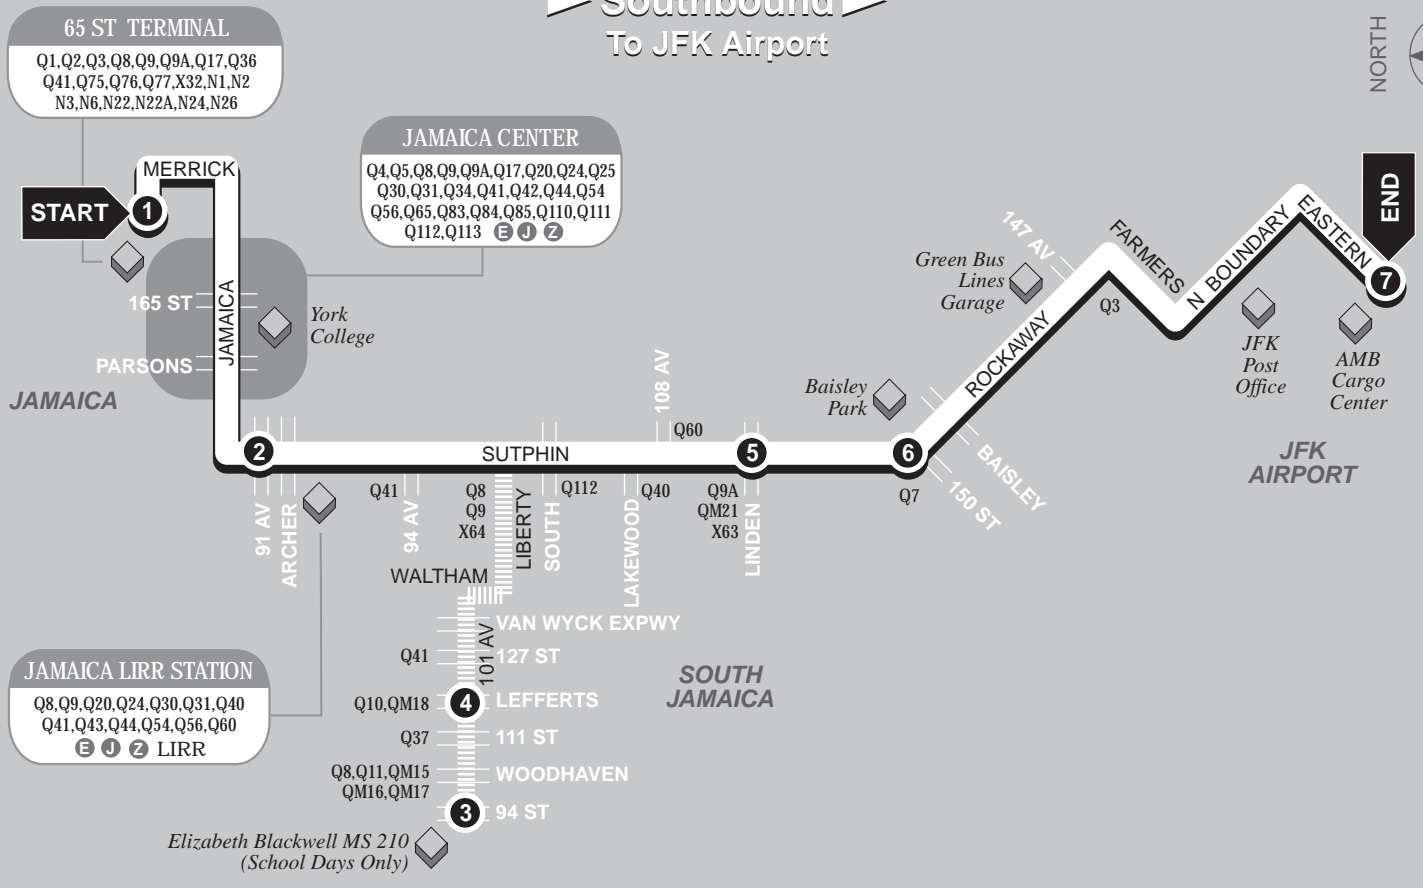 Southbound
To JFK Airport
NORTH
65 ST TERMINAL
Q1,Q2,Q3,Q8,Q9,Q9A,Q17,Q36
Q41,Q75,Q76,Q77,X32,N1,N2
N3,N6,N22,N22A,N24,N26
JAMAICA CENTER
Q4,Q5,Q8,Q9,Q9A,Q17,Q20,Q24,Q25
Q30,Q31,Q34,Q41,Q42,Q44,Q54
Q56,Q65,Q83,Q84,Q85,Q110,Q111
Q112,Q113 E J Z
MERRICK
START
1
165 ST
PARSONS
JAMAICA
York
College
JAMAICA
2
SUTPHIN
91 AV
ARCHER
Q41
94 AV
Q8
Q9
X64
LIBERTY
Q112
SOUTH
Q40
LAKEWOOD
108 AV
Q60
5
Q9A
QM21
X63
LINDEN
6
Q7
Baisley
Park
BAISLEY
150 ST
ROCKAWAY
Green Bus
Lines
Garage
147 AV
Q3
FARMERS
N BOUNDARY
EASTERN
END
7
JFK
Post
Office
AMB
Cargo
Center
JFK
AIRPORT
WALTHAM
VAN WYCK EXPWY
101 AV
Q41
127 ST
Q10,QM18
4
LEFFERTS
Q37
111 ST
Q8,Q11,QM15
QM16,QM17
WOODHAVEN
3
94 ST
Elizabeth Blackwell MS 210
(School Days Only)
SOUTH
JAMAICA
JAMAICA LIRR STATION
Q8,Q9,Q20,Q24,Q30,Q31,Q40
Q41,Q43,Q44,Q54,Q56,Q60
E J Z LIRR